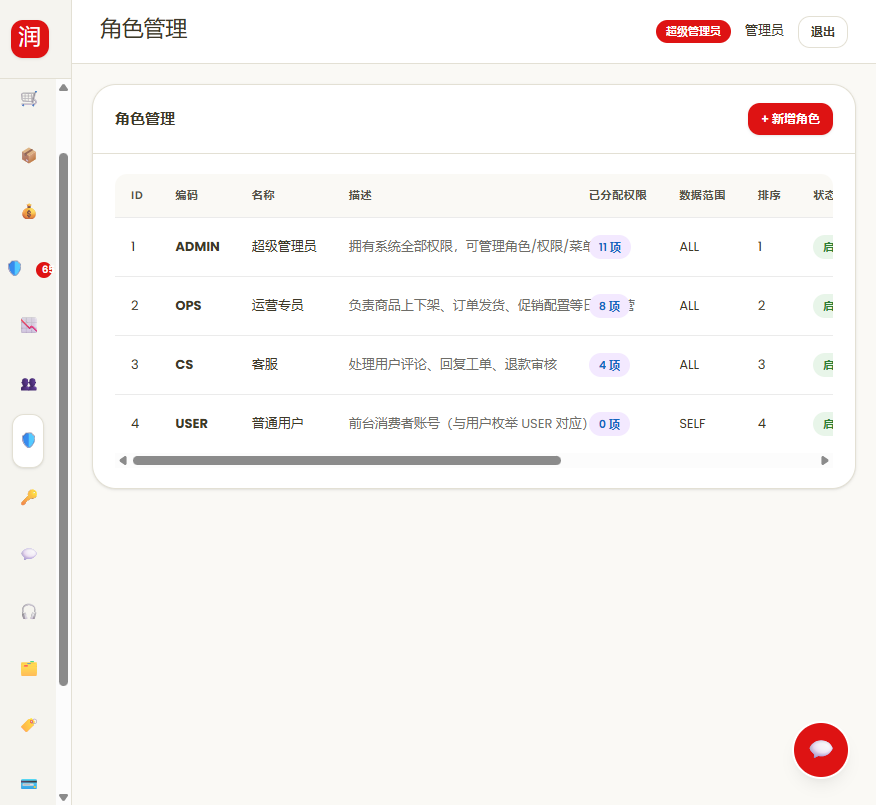 润
角色管理
超级管理员 管理员 退出
65
角色管理
+ 新增角色
ID 编码 名称 描述 已分配权限 数据范围 排序 状态
1 ADMIN 超级管理员 拥有系统全部权限，可管理角色/权限/菜单 11 项 ALL 1 启
2 OPS 运营专员 负责商品上下架、订单发货、促销配置等日 8 项 营 ALL 2 启
3 CS 客服 处理用户评论、回复工单、退款审核 4 项 ALL 3 启
4 USER 普通用户 前台消费者账号（与用户枚举 USER 对应） 0 项 SELF 4 启